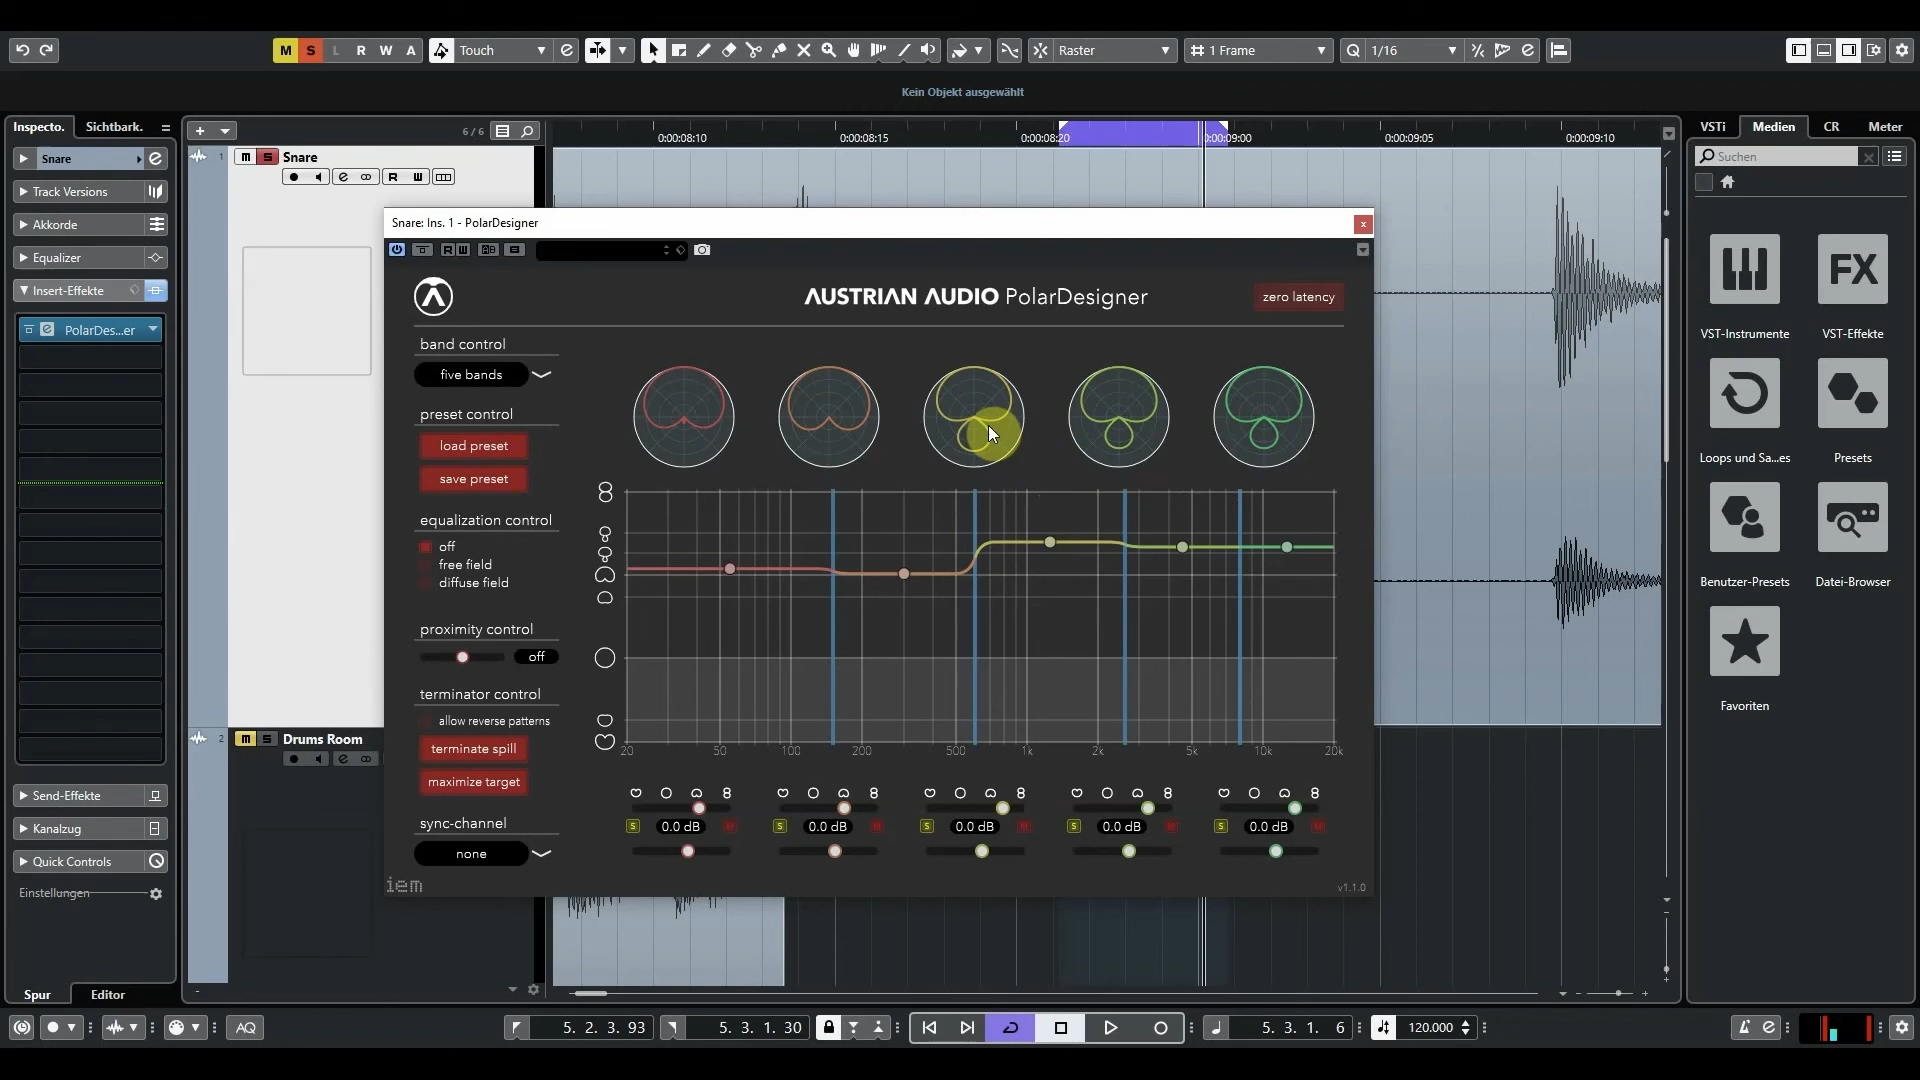 M S L R W A Touch Raster 1 Frame Q 1/16
Kein Objekt ausgewählt
Inspecto. Sichtbark.
6 / 6
0:00:08:10 0:00:08:15 0:00:08:20 0:00:09:00 0:00:09:05 0:00:09:10
VSTi Medien CR Meter
Snare
1 m S Snare
Suchen
R W
Track Versions
Akkorde
Equalizer
Insert-Effekte
PolarDes...er
Snare: Ins. 1 - PolarDesigner
x
R W
AUSTRIAN AUDIO PolarDesigner
zero latency
band control
five bands
preset control
load preset
save preset
equalization control
off
free field
diffuse field
proximity control
off
terminator control
allow reverse patterns
terminate spill
maximize target
sync-channel
none
20 50 100 200 500 1k 2k 5k 10k 20k
S 0.0 dB M S 0.0 dB M S 0.0 dB M S 0.0 dB M S 0.0 dB M
iem
v1.1.0
FX
VST-Instrumente VST-Effekte
Loops und Sa...es Presets
Benutzer-Presets Datei-Browser
Favoriten
2 m S Drums Room
Send-Effekte
Kanalzug
Quick Controls
Einstellungen
Spur Editor
AQ 5. 2. 3. 93 5. 3. 1. 30 5. 3. 1. 6 120.000